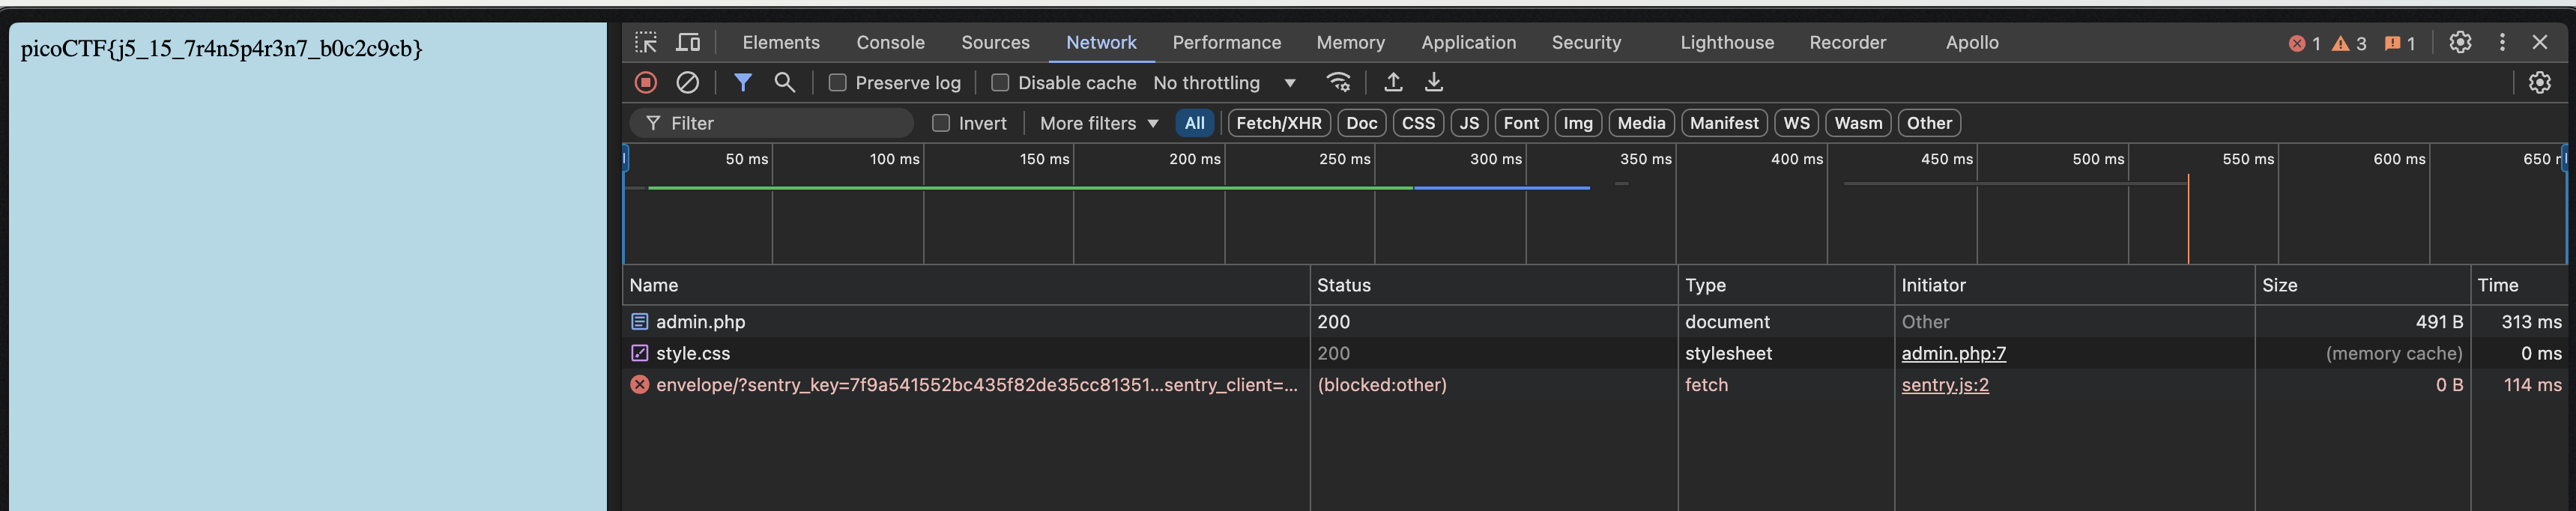 picoCTF{j5_15_7r4n5p4r3n7_b0c2c9cb}
Elements Console Sources Network Performance Memory Application Security Lighthouse Recorder Apollo 1 3 1
Preserve log Disable cache No throttling
Filter Invert More filters All Fetch/XHR Doc CSS JS Font Img Media Manifest WS Wasm Other
50 ms 100 ms 150 ms 200 ms 250 ms 300 ms 350 ms 400 ms 450 ms 500 ms 550 ms 600 ms 650
Name Status Type Initiator Size Time
admin.php 200 document Other 491 B 313 ms
style.css 200 stylesheet admin.php:7 (memory cache) 0 ms
envelope/?sentry_key=7f9a541552bc435f82de35cc81351...sentry_client=... (blocked:other) fetch sentry.js:2 0 B 114 ms